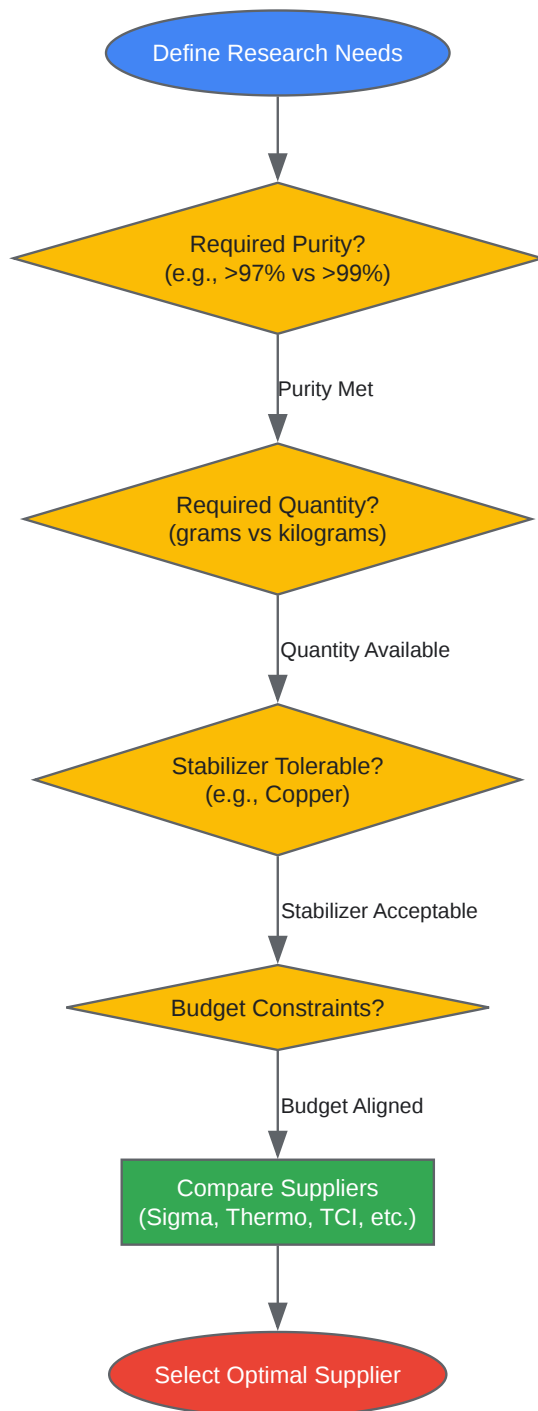 Define Research Needs
Required Purity?
(e.g., >97% vs >99%)
Purity Met
Required Quantity?
(grams vs kilograms)
Quantity Available
Stabilizer Tolerable?
(e.g., Copper)
Stabilizer Acceptable
Budget Constraints?
Budget Aligned
Compare Suppliers
(Sigma, Thermo, TCI, etc.)
Select Optimal Supplier